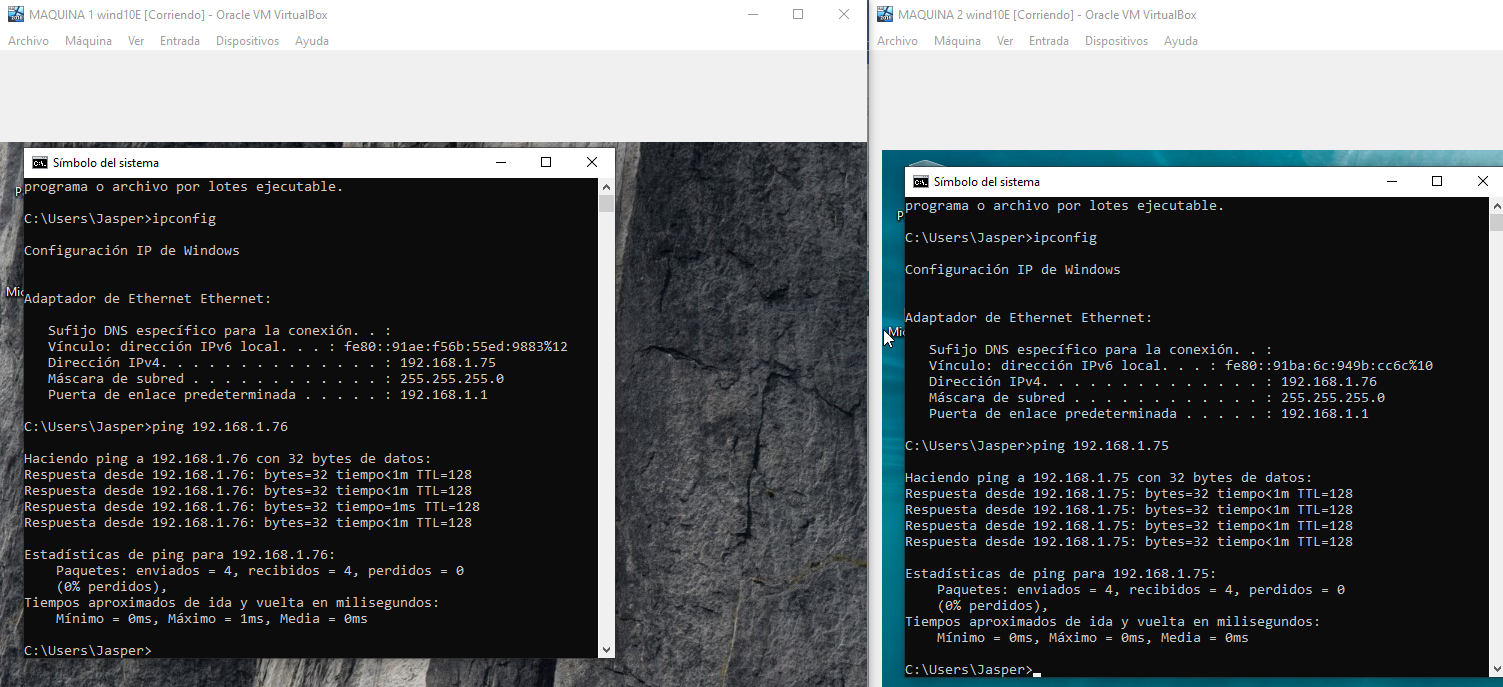 MAQUINA 1 wind10E [Corriendo] - Oracle VM VirtualBox
Archivo Máquina Ver Entrada Dispositivos Ayuda
Símbolo del sistema
programa o archivo por lotes ejecutable.
C:\Users\Jasper>ipconfig
Configuración IP de Windows
Adaptador de Ethernet Ethernet:
Sufijo DNS específico para la conexión. . :
Vínculo: dirección IPv6 local. . . : fe80::91ae:f56b:55ed:9883%12
Dirección IPv4. . . . . . . . . . . . . . : 192.168.1.75
Máscara de subred . . . . . . . . . . . . : 255.255.255.0
Puerta de enlace predeterminada . . . . . : 192.168.1.1
C:\Users\Jasper>ping 192.168.1.76
Haciendo ping a 192.168.1.76 con 32 bytes de datos:
Respuesta desde 192.168.1.76: bytes=32 tiempo<1m TTL=128
Respuesta desde 192.168.1.76: bytes=32 tiempo<1m TTL=128
Respuesta desde 192.168.1.76: bytes=32 tiempo=1ms TTL=128
Respuesta desde 192.168.1.76: bytes=32 tiempo<1m TTL=128
Estadísticas de ping para 192.168.1.76:
Paquetes: enviados = 4, recibidos = 4, perdidos = 0
(0% perdidos),
Tiempos aproximados de ida y vuelta en milisegundos:
Mínimo = 0ms, Máximo = 1ms, Media = 0ms
C:\Users\Jasper>
MAQUINA 2 wind10E [Corriendo] - Oracle VM VirtualBox
Archivo Máquina Ver Entrada Dispositivos Ayuda
Símbolo del sistema
programa o archivo por lotes ejecutable.
C:\Users\Jasper>ipconfig
Configuración IP de Windows
Adaptador de Ethernet Ethernet:
Sufijo DNS específico para la conexión. . :
Vínculo: dirección IPv6 local. . . : fe80::91ba:6c:949b:cc6c%10
Dirección IPv4. . . . . . . . . . . . . . : 192.168.1.76
Máscara de subred . . . . . . . . . . . . : 255.255.255.0
Puerta de enlace predeterminada . . . . . : 192.168.1.1
C:\Users\Jasper>ping 192.168.1.75
Haciendo ping a 192.168.1.75 con 32 bytes de datos:
Respuesta desde 192.168.1.75: bytes=32 tiempo<1m TTL=128
Respuesta desde 192.168.1.75: bytes=32 tiempo<1m TTL=128
Respuesta desde 192.168.1.75: bytes=32 tiempo<1m TTL=128
Respuesta desde 192.168.1.75: bytes=32 tiempo<1m TTL=128
Estadísticas de ping para 192.168.1.75:
Paquetes: enviados = 4, recibidos = 4, perdidos = 0
(0% perdidos),
Tiempos aproximados de ida y vuelta en milisegundos:
Mínimo = 0ms, Máximo = 0ms, Media = 0ms
C:\Users\Jasper>